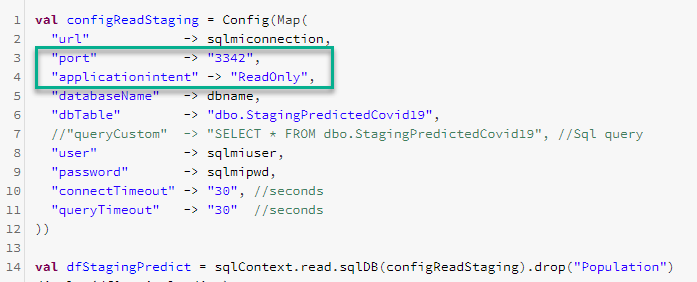 1 val configReadStaging = Config(Map(
2 "url" -> sqlmiconnection,
3 "port" -> "3342",
4 "applicationintent" -> "ReadOnly",
5 "databaseName" -> dbname,
6 "dbTable" -> "dbo.StagingPredictedCovid19",
7 //"queryCustom" -> "SELECT * FROM dbo.StagingPredictedCovid19", //Sql query
8 "user" -> sqlmiuser,
9 "password" -> sqlmipwd,
10 "connectTimeout" -> "30", //seconds
11 "queryTimeout" -> "30" //seconds
12 ))
13
14 val dfStagingPredict = sqlContext.read.sqlDB(configReadStaging).drop("Population")